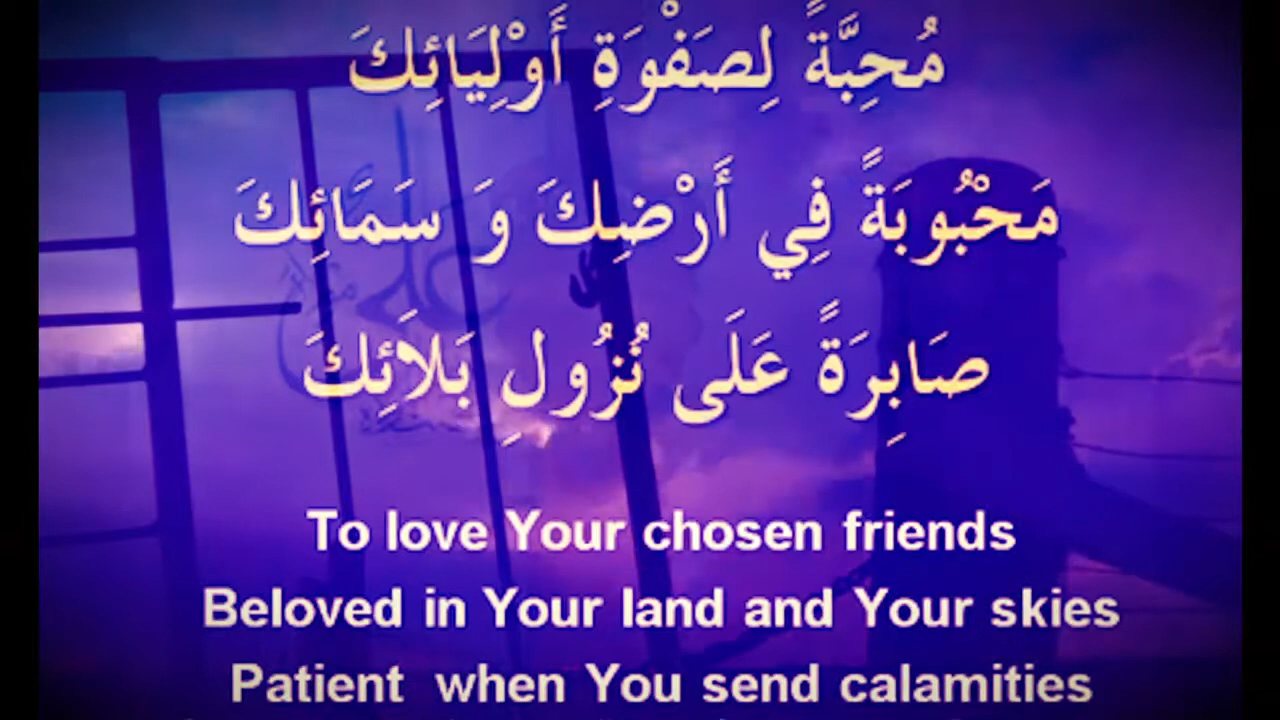 مُحِبَّةً لِصَفْوَةِ أَوْلِيَائِكَ
مَحْبُوبَةً فِي أَرْضِكَ وَ سَمَائِكَ
صَابِرَةً عَلَى نُزُولِ بَلاَئِكَ
To love Your chosen friends
Beloved in Your land and Your skies
Patient when You send calamities